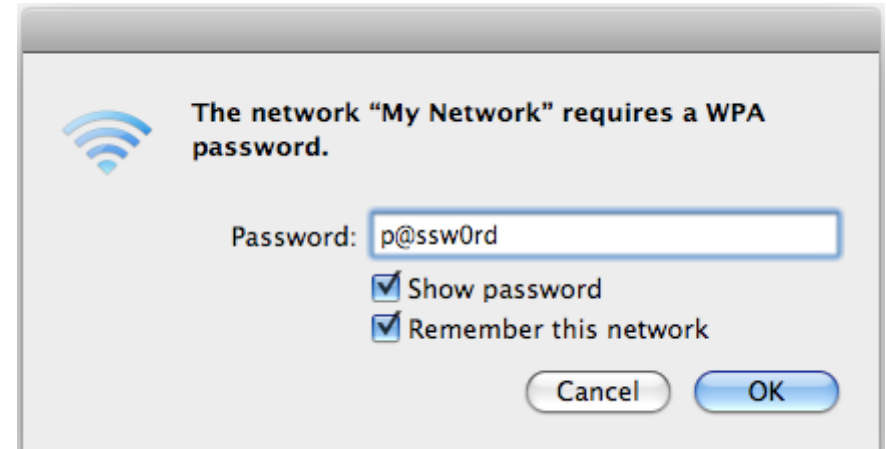 The network “My Network” requires a WPA
password.
Password: p@ssw0rd
Show password
Remember this network
Cancel OK